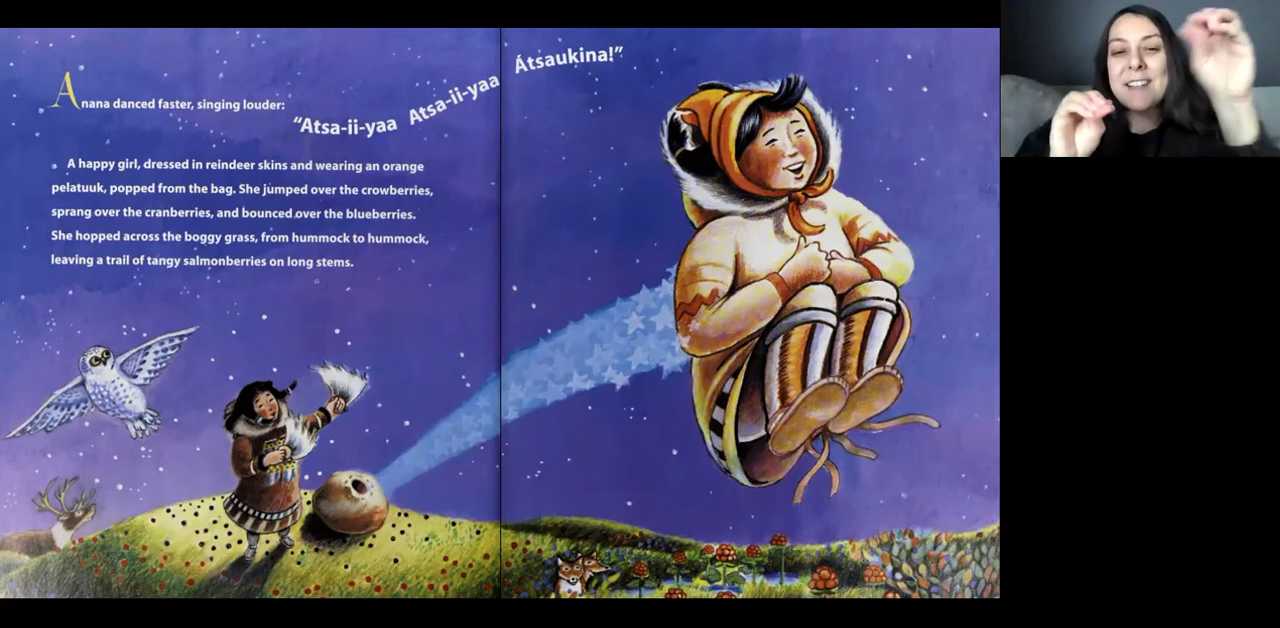 Anana danced faster, singing louder:
“Atsa-ii-yaa Atsa-ii-yaa Átsaukina!”
A happy girl, dressed in reindeer skins and wearing an orange
pelatuuk, popped from the bag. She jumped over the crowberries,
sprang over the cranberries, and bounced over the blueberries.
She hopped across the boggy grass, from hummock to hummock,
leaving a trail of tangy salmonberries on long stems.